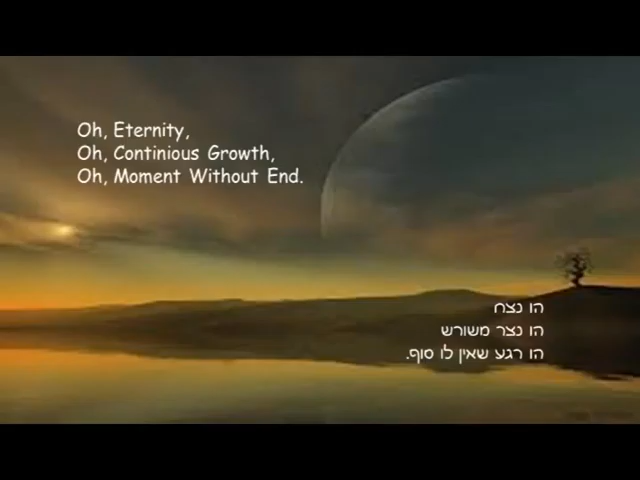 Oh, Eternity,
Oh, Continious Growth,
Oh, Moment Without End.
הו נצח
הו נצר משורש
הו רגע שאין לו סוף.